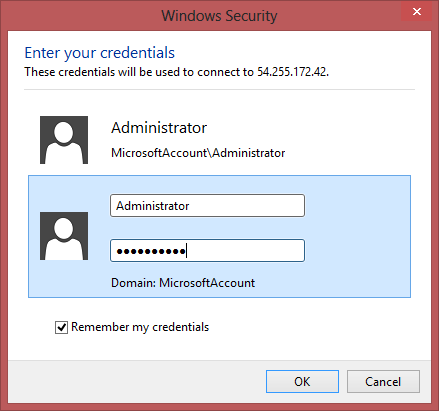 Windows Security
Enter your credentials
These credentials will be used to connect to 54.255.172.42.
Administrator
MicrosoftAccount\Administrator
Administrator
●●●●●●●●●●
Domain: MicrosoftAccount
Remember my credentials
OK
Cancel